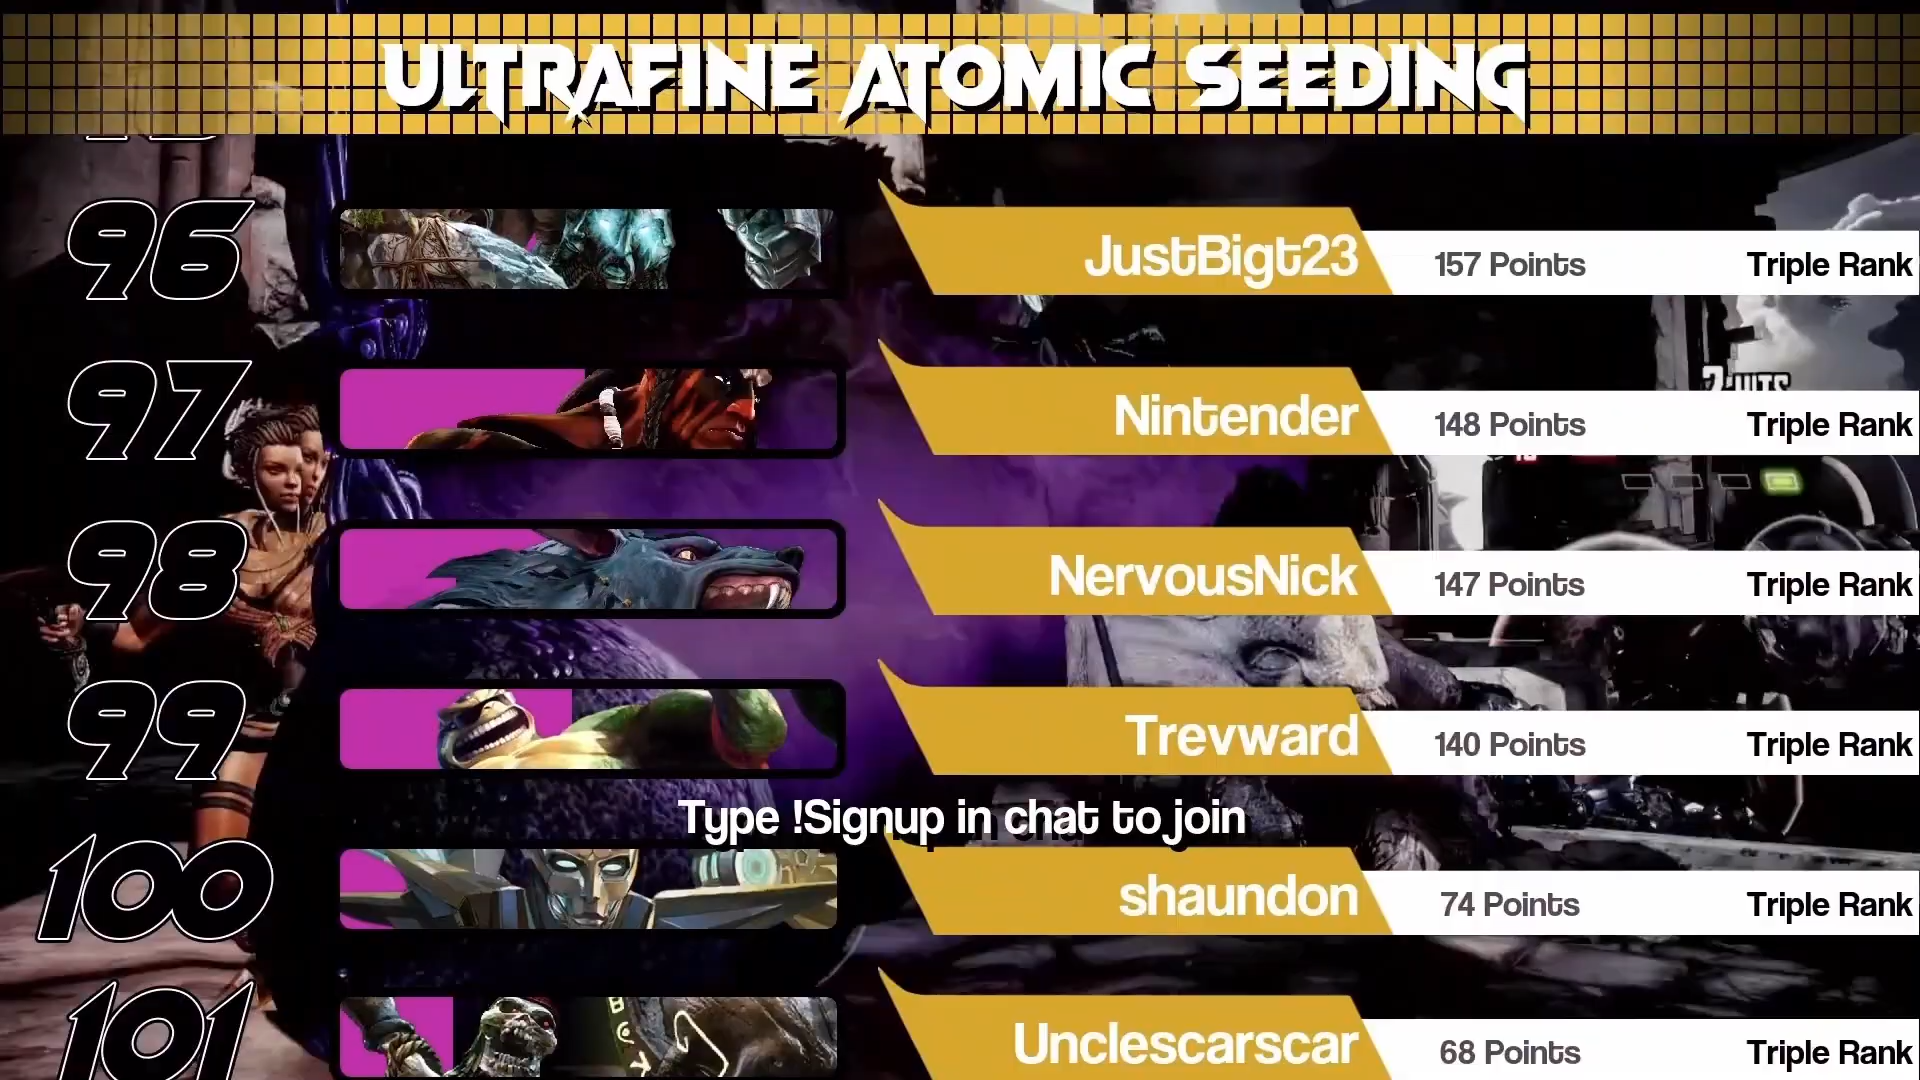 ULTRAFINE ATOMIC SEEDING
96
JustBigt23
157 Points
Triple Rank
97
Nintender
148 Points
Triple Rank
98
NervousNick
147 Points
Triple Rank
99
Trevward
140 Points
Triple Rank
Type !Signup in chat to join
100
shaundon
74 Points
Triple Rank
101
Unclescarscar
68 Points
Triple Rank